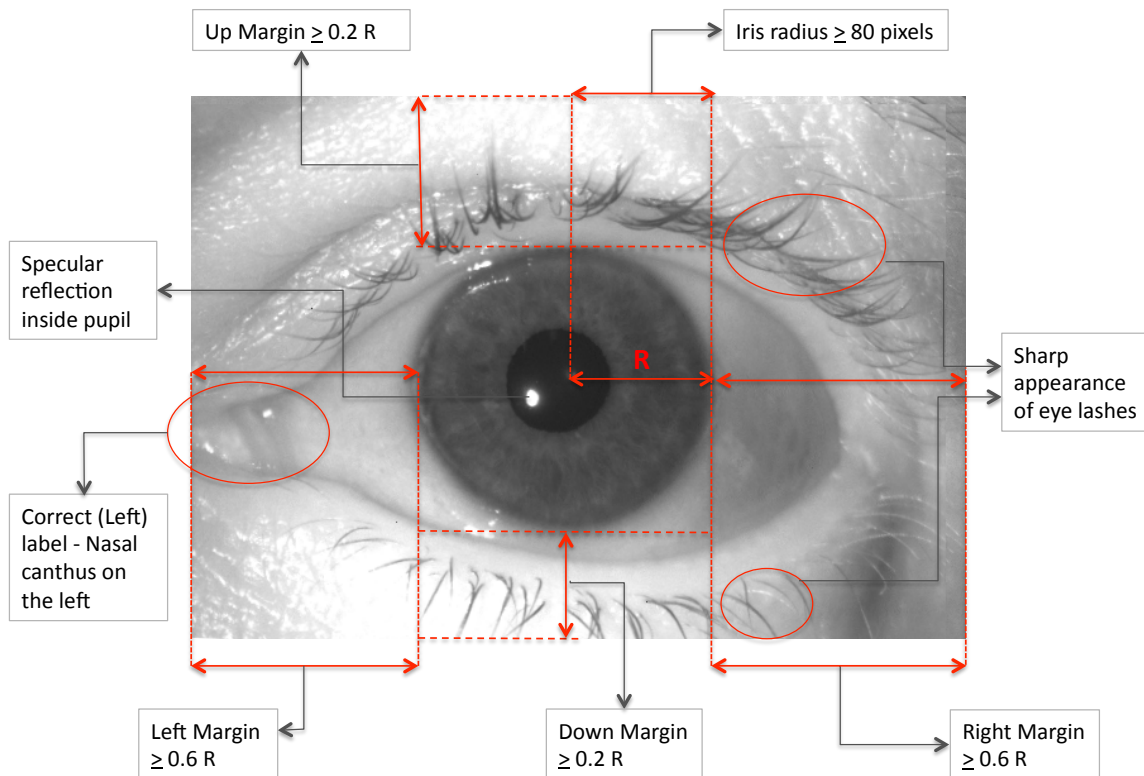 Up Margin ≥ 0.2 R
Iris radius ≥ 80 pixels
Specular
reflection
inside pupil
R
Sharp
appearance
of eye lashes
Correct (Left)
label - Nasal
canthus on
the left
Left Margin
≥ 0.6 R
Down Margin
≥ 0.2 R
Right Margin
≥ 0.6 R